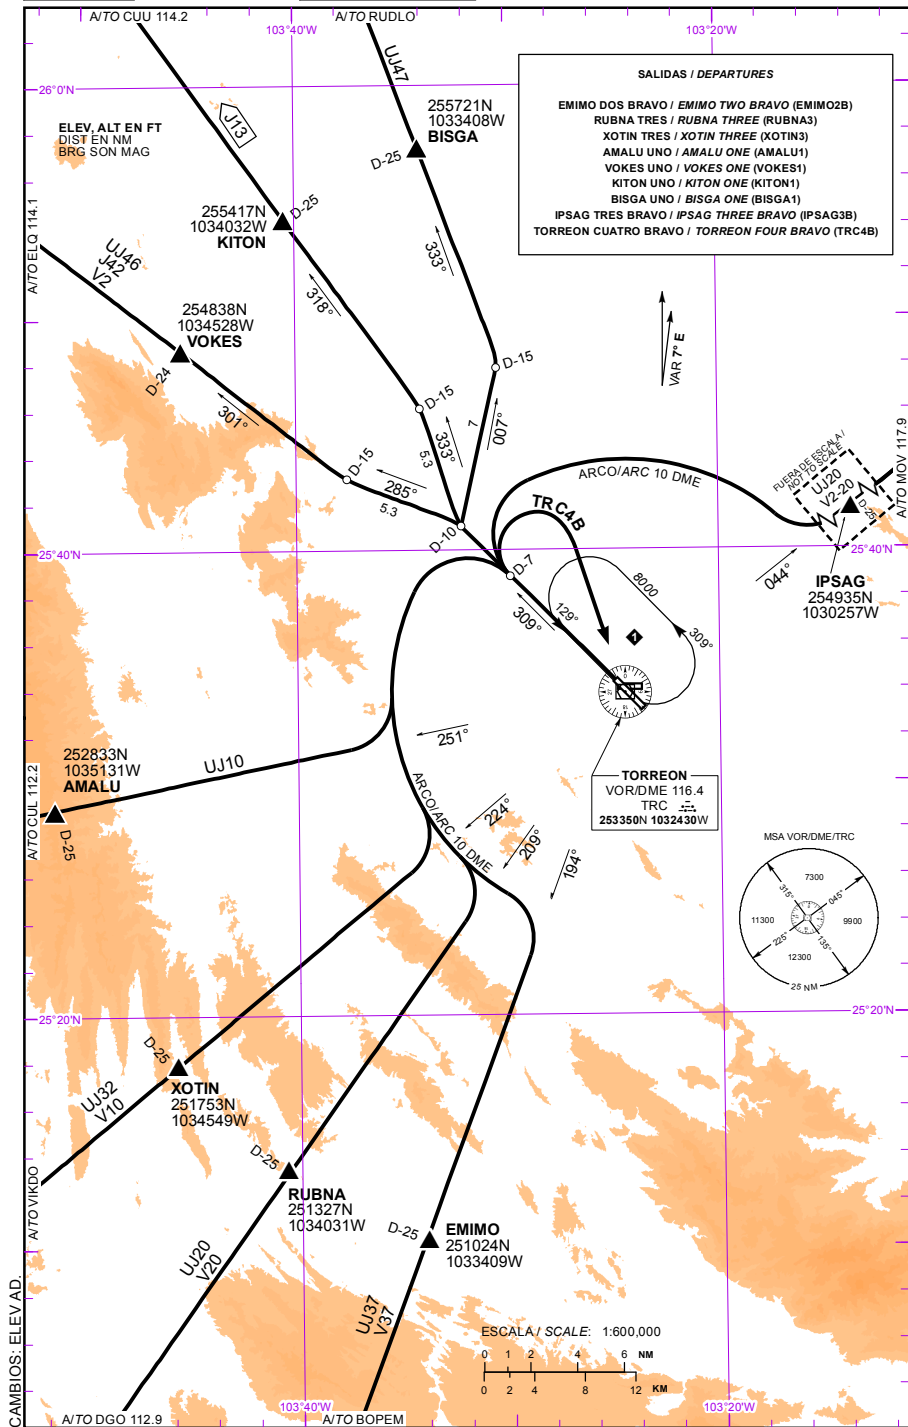 A/TO CUU 114.2
A/TO RUDLO
103°40'W
103°20'W
26°0'N
ELEV, ALT EN FT
DIST EN NM
BRG SON MAG
J13
UJ47
255721N
1033408W
BISGA
D-25
SALIDAS / DEPARTURES
EMIMO DOS BRAVO / EMIMO TWO BRAVO (EMIMO2B)
RUBNA TRES / RUBNA THREE (RUBNA3)
XOTIN TRES / XOTIN THREE (XOTIN3)
AMALU UNO / AMALU ONE (AMALU1)
VOKES UNO / VOKES ONE (VOKES1)
KITON UNO / KITON ONE (KITON1)
BISGA UNO / BISGA ONE (BISGA1)
IPSAG TRES BRAVO / IPSAG THREE BRAVO (IPSAG3B)
TORREON CUATRO BRAVO / TORREON FOUR BRAVO (TRC4B)
A/TO ELQ 114.1
255417N
1034032W
KITON
D-25
UJ46
J42
V2
333°
318°
254838N
1034528W
VOKES
D-24
301°
VAR 7° E
D-15
D-15
D-15
333°
5.3
7
007°
285°
5.3
D-10
ARCO/ARC 10 DME
TRC4B
FUERA DE ESCALA /
NOT TO SCALE
UJ20
V2-20
D-25
A/TO MOV 117.9
25°40'N
25°40'N
D-7
044°
IPSAG
254935N
1030257W
8000
309°
129°
309°
1
251°
UJ10
252833N
1035131W
AMALU
D-25
A/TO CUL 112.2
TORREON
VOR/DME 116.4
TRC
253350N 1032430W
ARCO/ARC 10 DME
224°
209°
194°
MSA VOR/DME/TRC
7300
315°
045°
11300
9900
225°
135°
12300
25 NM
25°20'N
25°20'N
D-25
XOTIN
251753N
1034549W
UJ32
V10
A/TO VIKDO
D-25
RUBNA
251327N
1034031W
UJ20
V20
D-25
EMIMO
251024N
1033409W
UJ37
V37
ESCALA / SCALE: 1:600,000
0 1 2 4 6 NM
0 2 4 8 12 KM
103°40'W
103°20'W
A/TO DGO 112.9
A/TO BOPEM
CAMBIOS: ELEV AD.